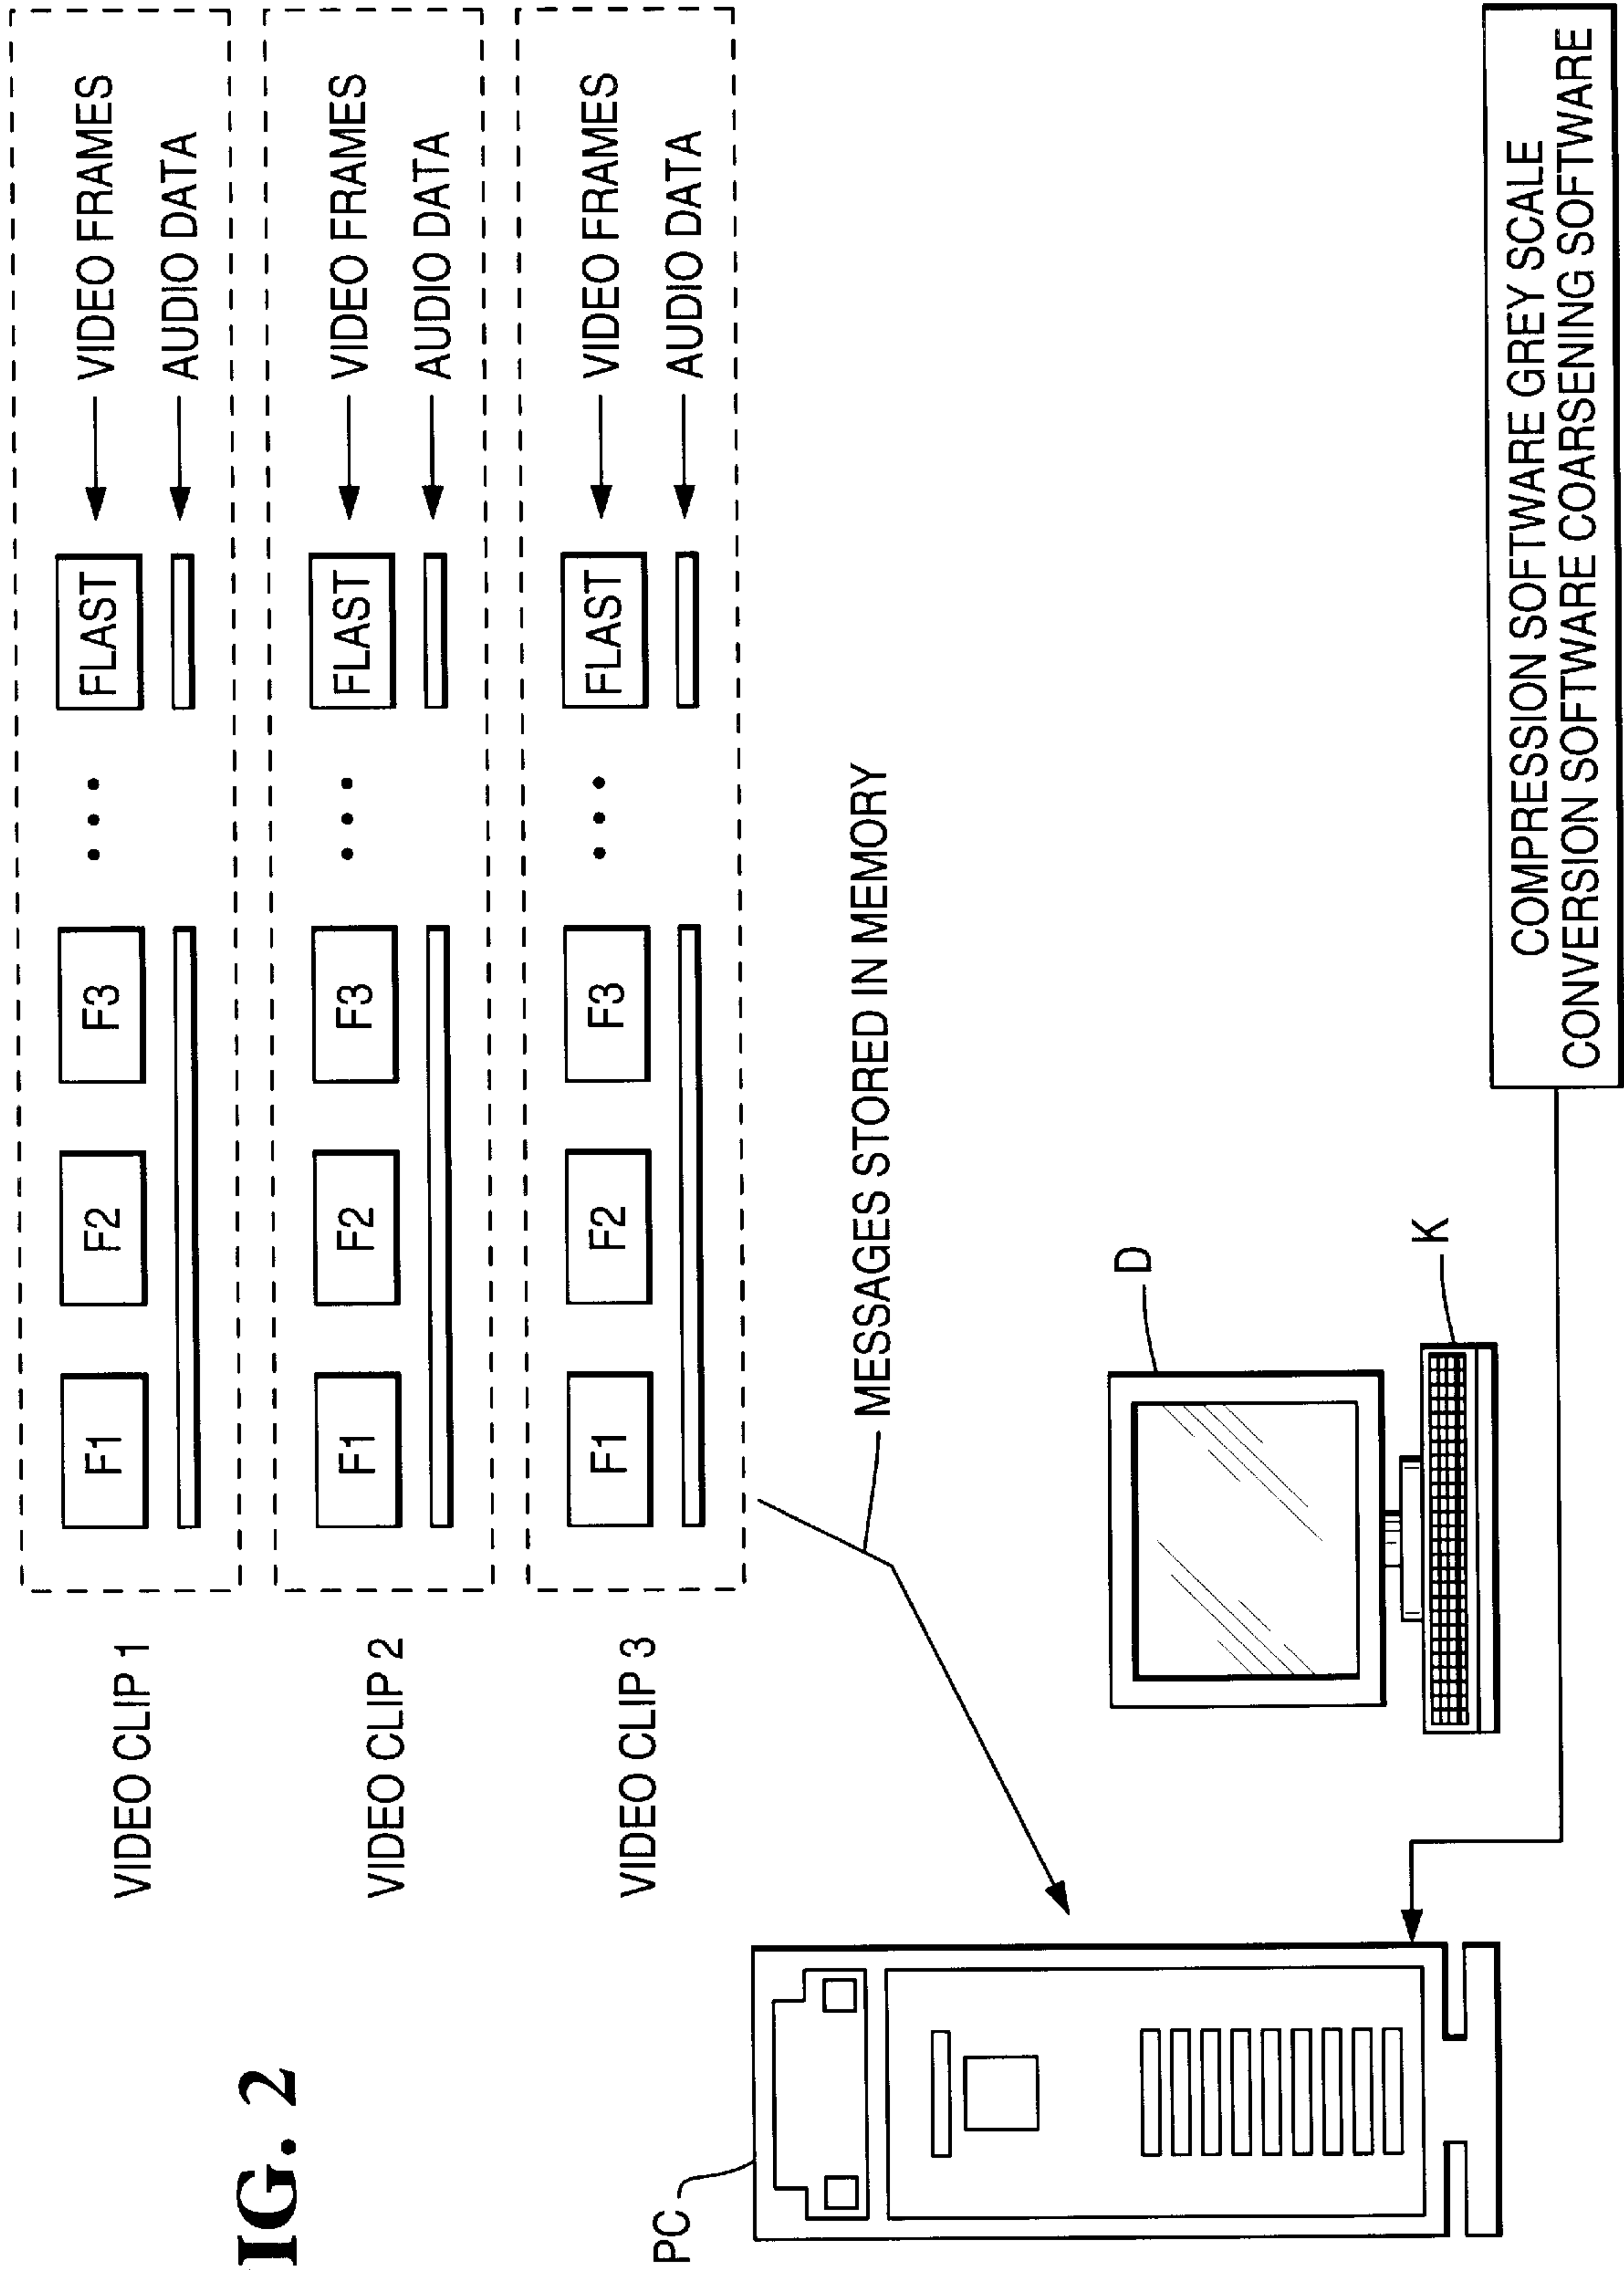 VIDEO CLIP 1
F1
F2
F3
...
FLAST
VIDEO FRAMES
AUDIO DATA
VIDEO CLIP 2
F1
F2
F3
...
FLAST
VIDEO FRAMES
AUDIO DATA
VIDEO CLIP 3
F1
F2
F3
...
FLAST
VIDEO FRAMES
AUDIO DATA
MESSAGES STORED IN MEMORY
PC
D
K
COMPRESSION SOFTWARE GREY SCALE
CONVERSION SOFTWARE COARSENING SOFTWARE
IG. 2